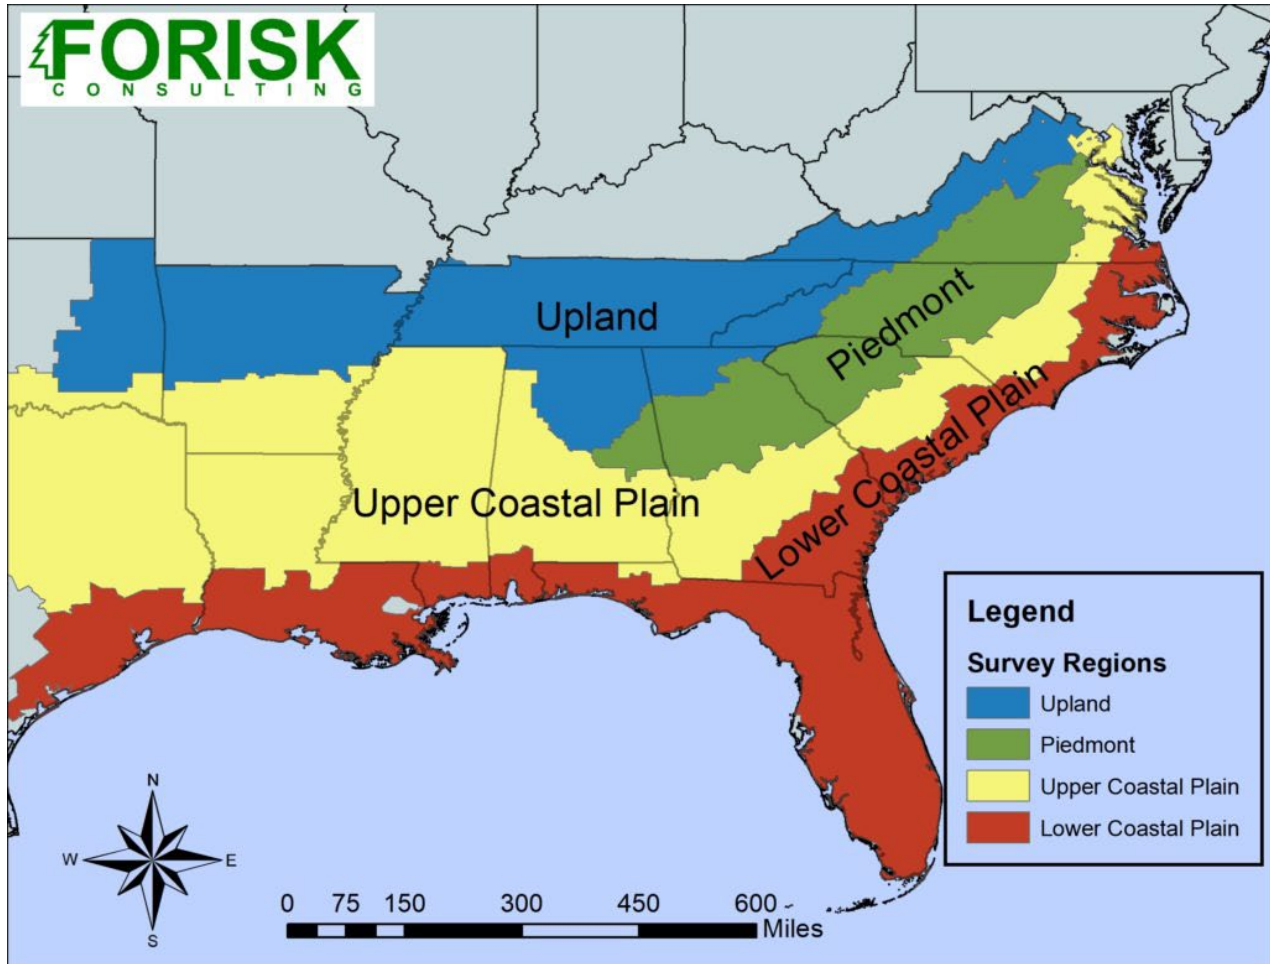 FORISK
CONSULTING
Upland
Piedmont
Upper Coastal Plain
Lower Coastal Plain
Legend
Survey Regions
Upland
Piedmont
Upper Coastal Plain
Lower Coastal Plain
N
W E
S
0 75 150 300 450 600
Miles